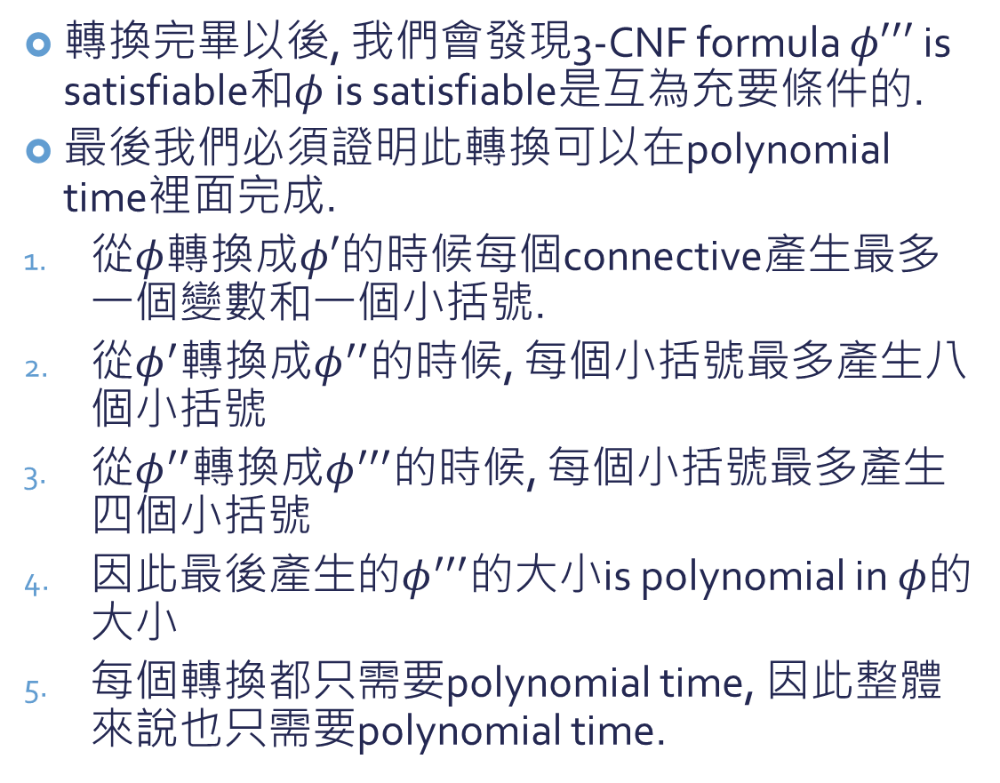 轉換完畢以後, 我們會發現3-CNF formula ϕ′′′ is
satisfiable和ϕ is satisfiable是互為充要條件的.
最後我們必須證明此轉換可以在polynomial
time裡面完成.
1. 從ϕ轉換成ϕ′的時候每個connective產生最多
一個變數和一個小括號.
2. 從ϕ′轉換成ϕ′′的時候, 每個小括號最多產生八
個小括號
3. 從ϕ′′轉換成ϕ′′′的時候, 每個小括號最多產生
四個小括號
4. 因此最後產生的ϕ′′′的大小is polynomial in ϕ的
大小
5. 每個轉換都只需要polynomial time, 因此整體
來說也只需要polynomial time.